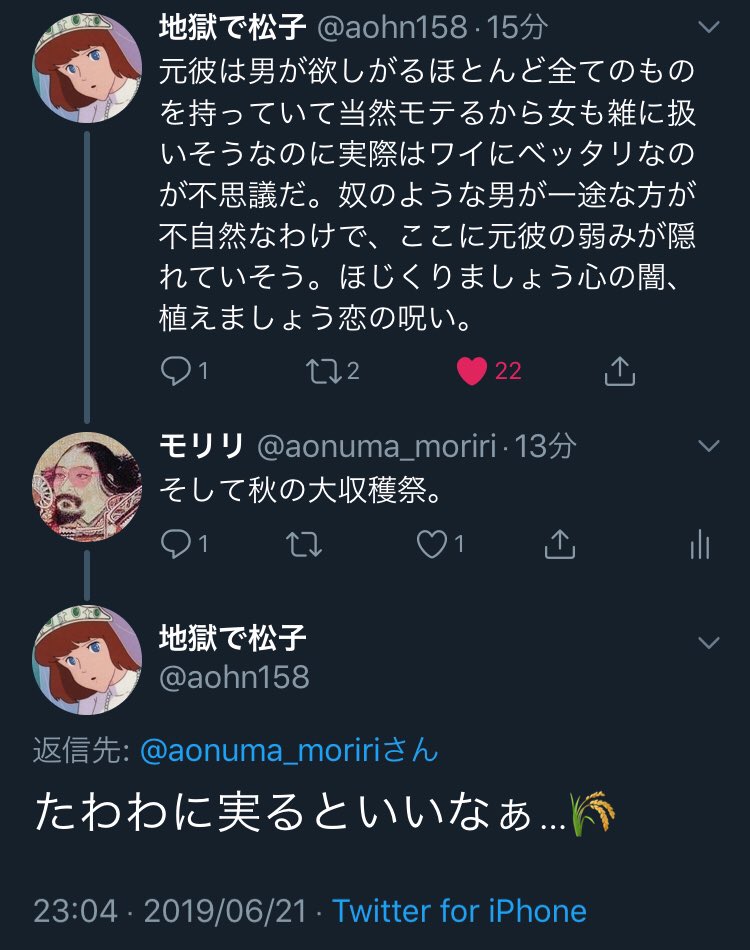 地獄で松子 @aohn158・15分
元彼は男が欲しがるほとんど全てのもの
を持っていて当然モテるから女も雑に扱
いそうなのに実際はワイにベッタリなの
が不思議だ。奴のような男が一途な方が
不自然なわけで、ここに元彼の弱みが隠
れていそう。ほじくりましょう心の闇、
植えましょう恋の呪い。
1 2 22
モリリ @aonuma_moriri・13分
そして秋の大収穫祭。
1 1
地獄で松子
@aohn158
返信先: @aonuma_moririさん
たわわに実るといいなぁ...🌾
23:04・2019/06/21・Twitter for iPhone